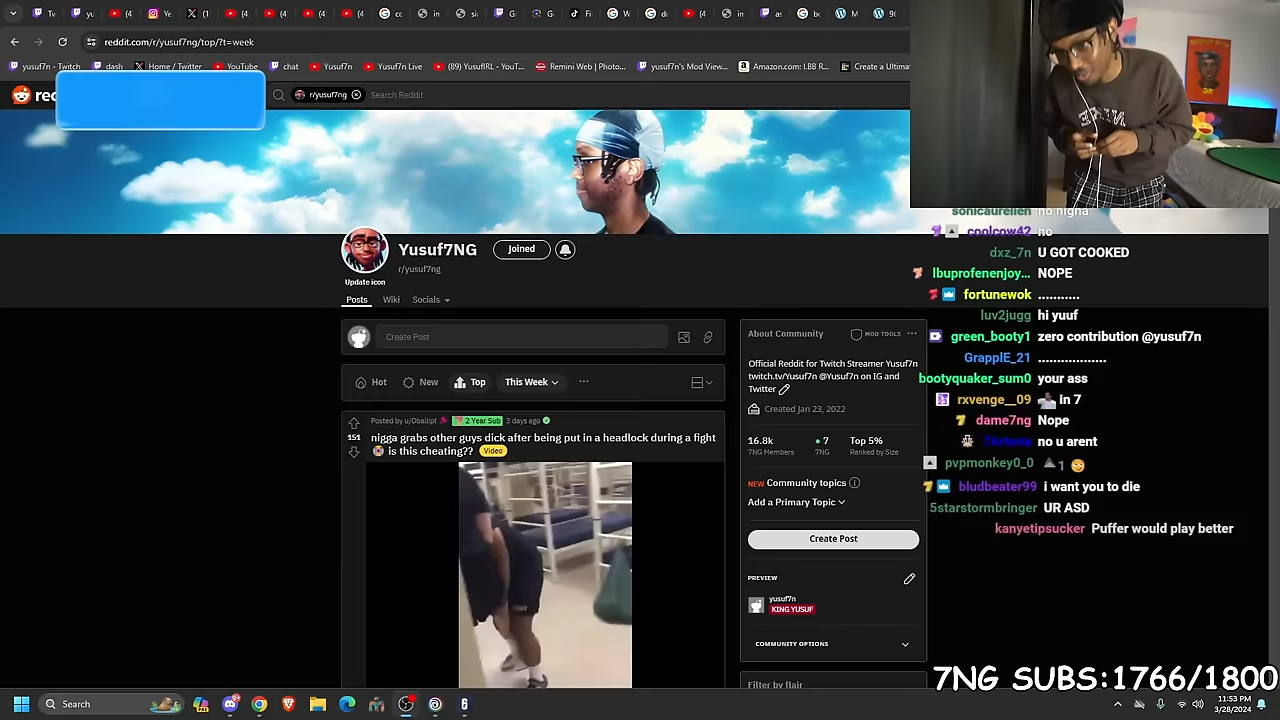 reddit.com/r/yusuf7ng/top/?t=week
yusuf7n - Twitch
dash
Home / Twitter
YouTube
chat
Yusuf7n
Yusuf7n Live
(89) YusufIRL - YouT...
Remini Web | Photo...
yusuf7n's Mod View...
Amazon.com: I.BB R...
Create a Ultima
red
r/yusuf7ng
Search Reddit
Yusuf7NG
Joined
r/yusuf7ng
Update icon
Posts
Wiki
Socials
Create Post
Hot
New
Top
This Week
...
Posted by u/Oballpt
2 Year Sub
3 days ago
151
nigga grabs other guys dick after being put in a headlock during a fight
is this cheating??
Video
About Community
MOD TOOLS
...
Official Reddit for Twitch Streamer Yusuf7n
twitch.tv/Yusuf7n @Yusuf7n on IG and
Twitter
Created Jan 23, 2022
16.8k
7
Top 5%
7NG Members
7NG
Ranked by Size
NEW Community topics
Add a Primary Topic
Create Post
PREVIEW
yusuf7n
KING YUSUF
COMMUNITY OPTIONS
Filter by flair
sonicaurelien no nigha
coolcow42 no
dxz_7n U GOT COOKED
lbuprofenenjoy... NOPE
fortunewok ...........
luv2jugg hi yuuf
green_booty1 zero contribution @yusuf7n
GrapplE_21 ..................
bootyquaker_sum0 your ass
rxvenge__09 in 7
dame7ng Nope
no u arent
pvpmonkey0_0 1
bludbeater99 i want you to die
5starstormbringer UR ASD
kanyetipsucker Puffer would play better
7NG SUBS:1766/1800
Search
11:53 PM
3/28/2024